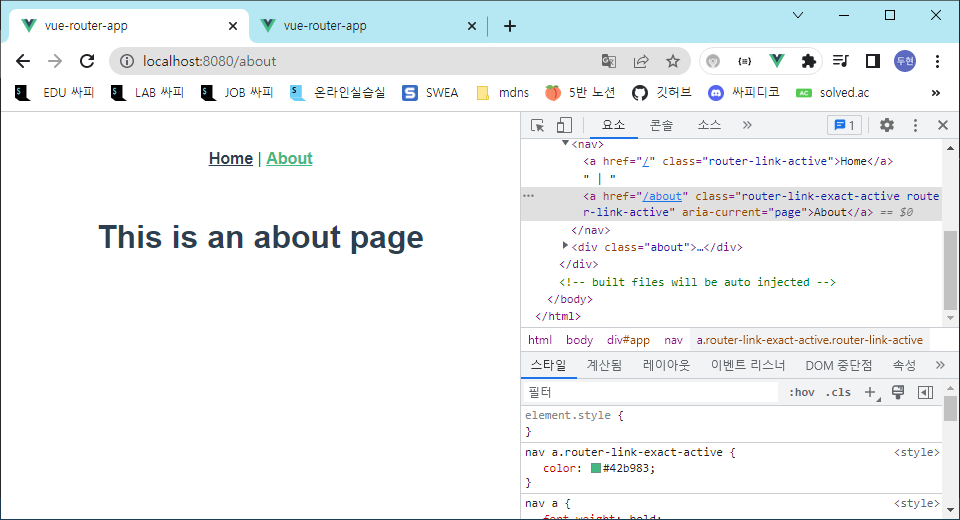 vue-router-app
vue-router-app
localhost:8080/about
두현
EDU 싸피
LAB 싸피
JOB 싸피
온라인실습실
SWEA
mdns
5반 노션
깃허브
싸피디코
solved.ac
»
Home | About
This is an about page
요소
콘솔
소스
»
1
<nav>
<a href="/" class="router-link-active">Home</a>
" | "
<a href="/about" class="router-link-exact-active route
r-link-active" aria-current="page">About</a> == $0
</nav>
<div class="about">…</div>
</div>
<!-- built files will be auto injected -->
</body>
</html>
html body div#app nav a.router-link-exact-active.router-link-active
스타일 계산됨 레이아웃 이벤트 리스너 DOM 중단점 속성 »
필터 :hov .cls
element.style {
}
nav a.router-link-exact-active { <style>
color: #42b983;
}
nav a { <style>
font-weight: bold;